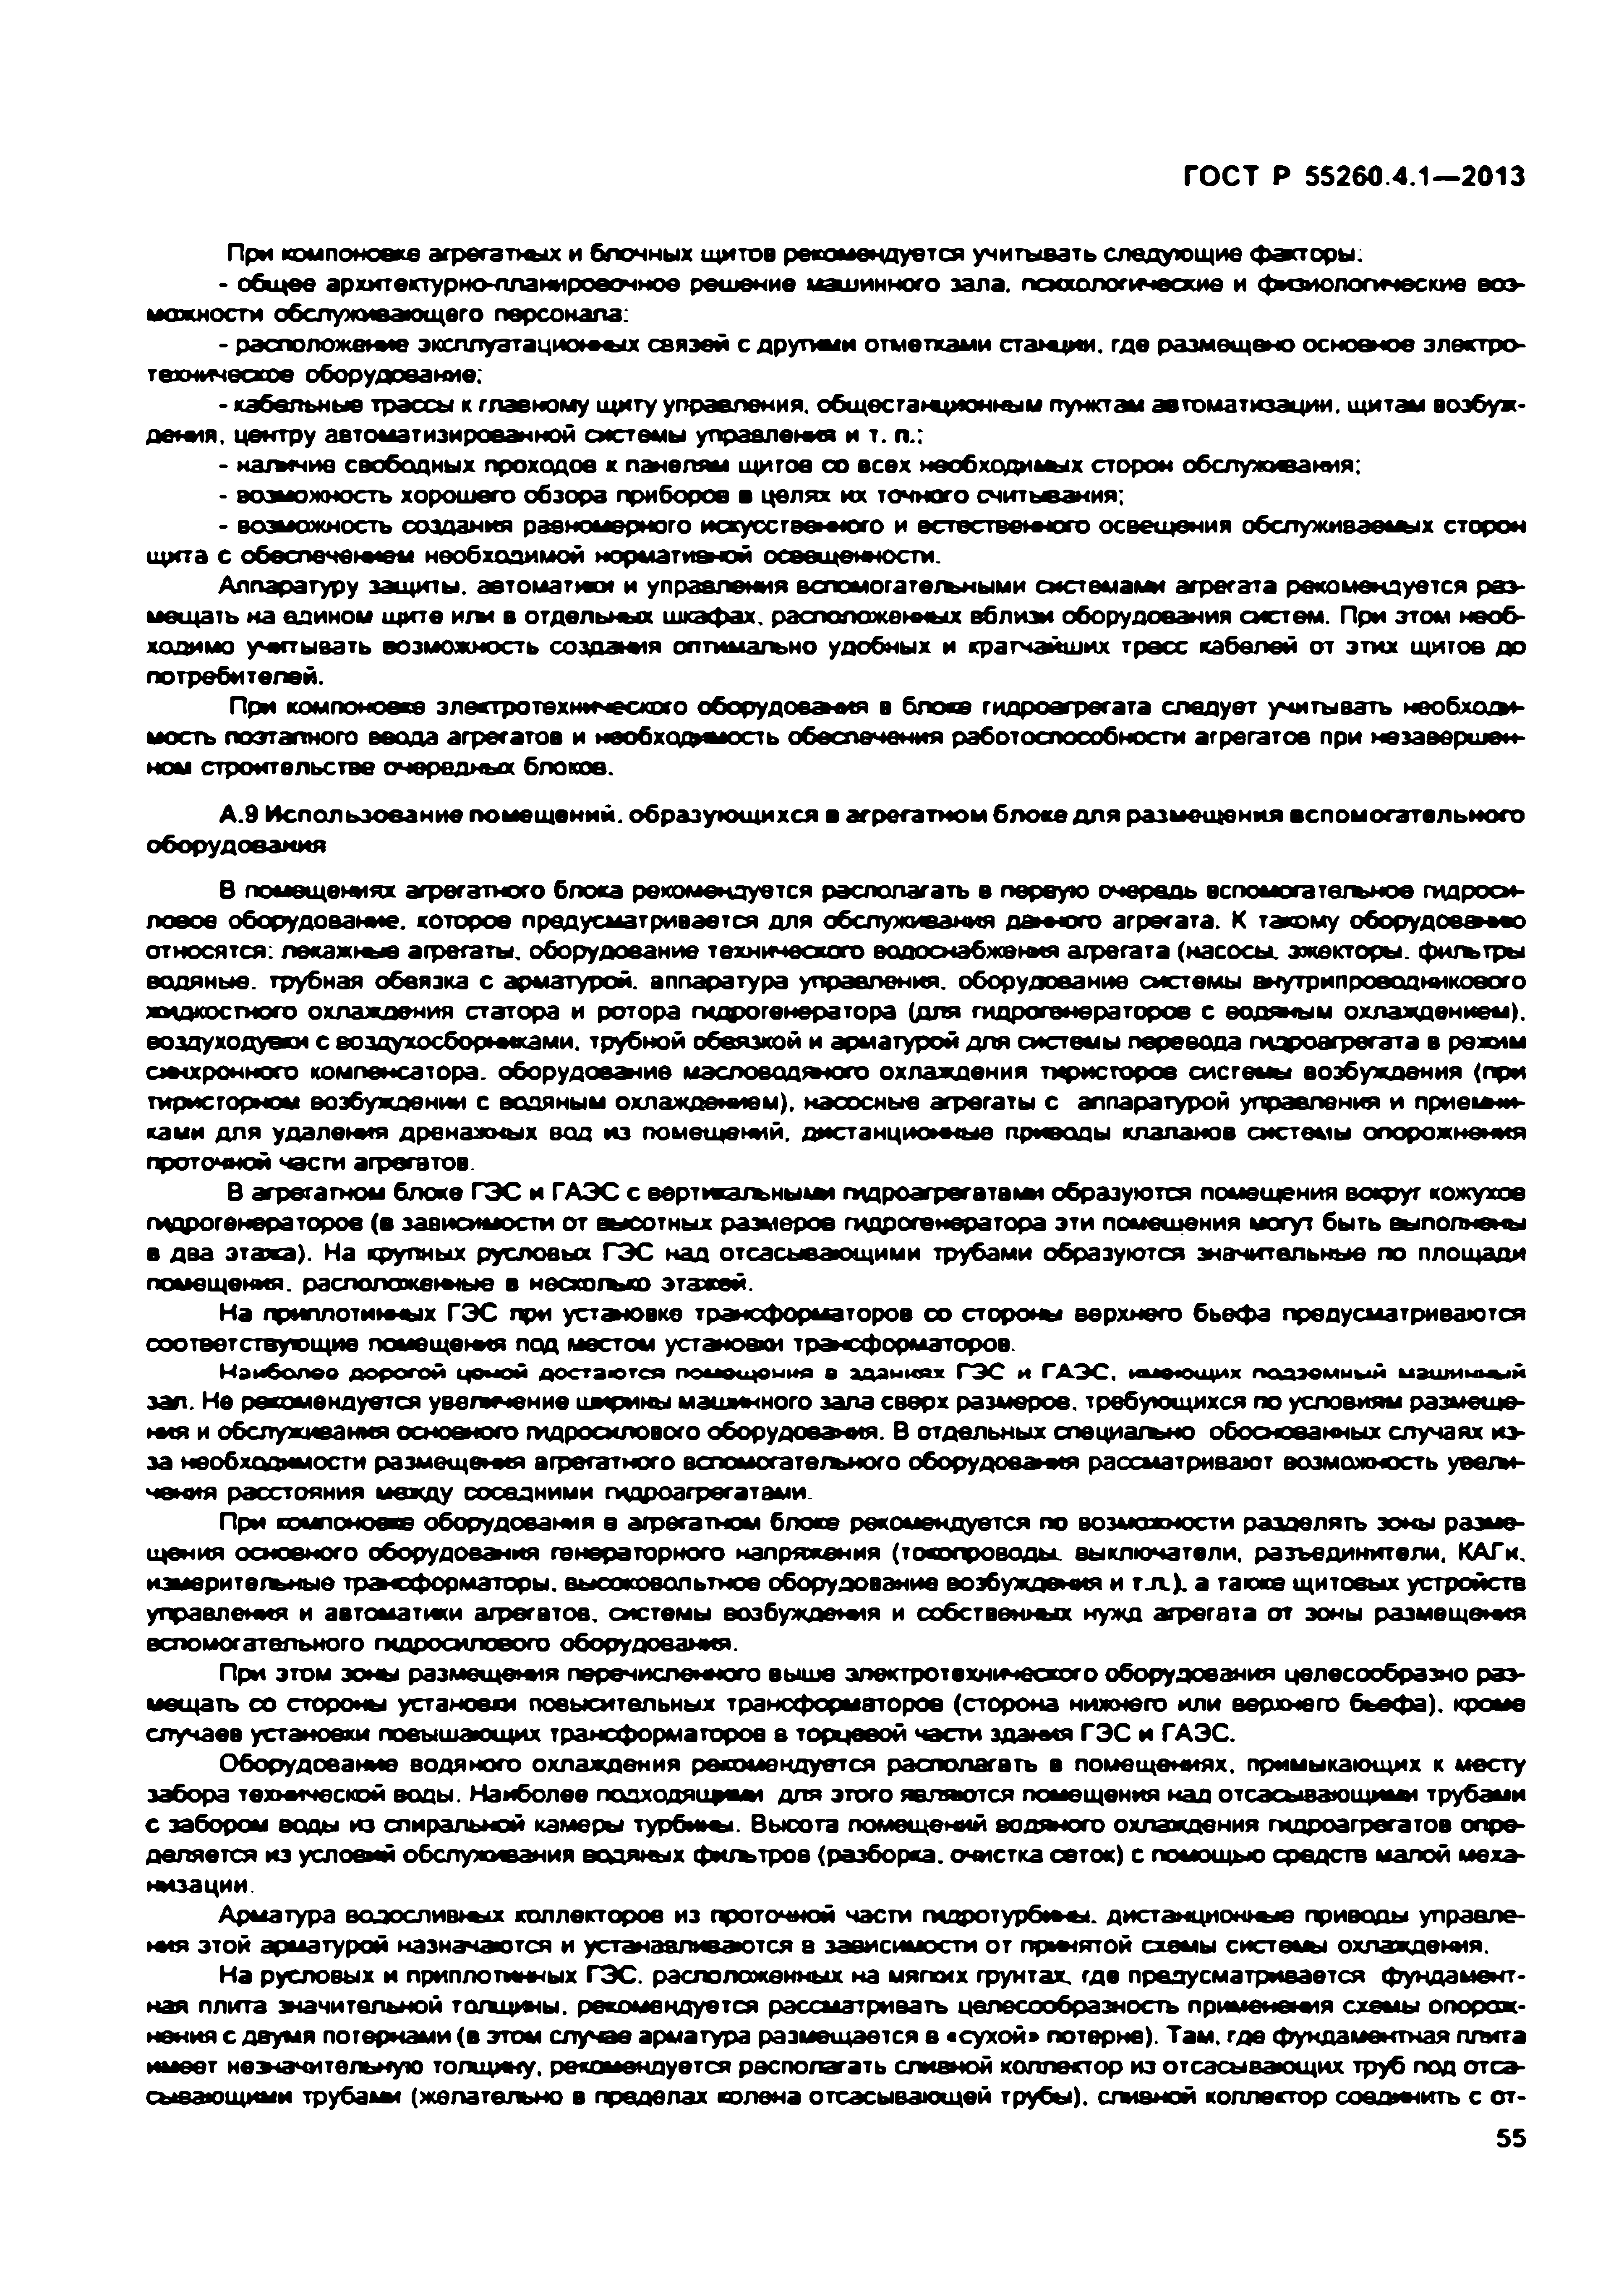 ГОСТ Р 55260.4.1—2013
При компоновке агрегатных и блочных щитов рекомендуется учитывать следующие факторы:
- общее архитектурно-планировочное решение машинного зала, психологические и физиологические воз-
можности обслуживающего персонала;
- расположение эксплуатационных связей с другими отметками станции, где размещено основное электро-
техническое оборудование;
- кабельные трассы к главному щиту управления, общестанционным пунктам автоматизации, щитам возбуж-
дения, центру автоматизированной системы управления и т. п.;
- наличие свободных проходов к панелям щитов со всех необходимых сторон обслуживания;
- возможность хорошего обзора приборов в целях их точного считывания;
- возможность создания равномерного искусственного и естественного освещения обслуживаемых сторон
щита с обеспечением необходимой нормативной освещенности.
Аппаратуру защиты, автоматики и управления вспомогательными системами агрегата рекомендуется раз-
мещать на едином щите или в отдельных шкафах, расположенных вблизи оборудования систем. При этом необ-
ходимо учитывать возможность создания оптимально удобных и кратчайших трасс кабелей от этих щитов до
потребителей.
При компоновке электротехнического оборудования в блоке гидроагрегата следует учитывать необходи-
мость поэтапного ввода агрегатов и необходимость обеспечения работоспособности агрегатов при незавершен-
ном строительстве очередных блоков.
А.9 Использование помещений, образующихся в агрегатном блоке для размещения вспомогательного
оборудования
В помещениях агрегатного блока рекомендуется располагать в первую очередь вспомогательное гидроси-
ловое оборудование, которое предусматривается для обслуживания данного агрегата. К такому оборудованию
относятся: лекажные агрегаты, оборудование технического водоснабжения агрегата (насосы, эжекторы, фильтры
водяные, трубная обвязка с арматурой, аппаратура управления, оборудование системы внутрипроводникового
жидкостного охлаждения статора и ротора гидрогенератора (для гидрогенераторов с водяным охлаждением),
воздуходувки с воздухосборниками, трубной обвязкой и арматурой для системы перевода гидроагрегата в режим
синхронного компенсатора, оборудование масловодяного охлаждения тиристоров системы возбуждения (при
тиристорном возбуждении с водяным охлаждением), насосные агрегаты с аппаратурой управления и приемни-
ками для удаления дренажных вод из помещений, дистанционные приводы клапанов системы опорожнения
проточной части агрегатов.
В агрегатном блоке ГЭС и ГАЭС с вертикальными гидроагрегатами образуются помещения вокруг кожухов
гидрогенераторов (в зависимости от высотных размеров гидрогенератора эти помещения могут быть выполнены
в два этажа). На крупных русловых ГЭС над отсасывающими трубами образуются значительные по площади
помещения, расположенные в несколько этажей.
На приплотинных ГЭС при установке трансформаторов со стороны верхнего бьефа предусматриваются
соответствующие помещения под местом установки трансформаторов.
Наиболее дорогой ценой достаются помещения в зданиях ГЭС и ГАЭС, имеющих подземный машинный
зал. Не рекомендуется увеличение ширины машинного зала сверх размеров, требующихся по условиям размеще-
ния и обслуживания основного гидросилового оборудования. В отдельных специально обоснованных случаях из-
за необходимости размещения агрегатного вспомогательного оборудования рассматривают возможность увели-
чения расстояния между соседними гидроагрегатами.
При компоновке оборудования в агрегатном блоке рекомендуется по возможности разделять зоны разме-
щения основного оборудования генераторного напряжения (токопроводы, выключатели, разъединители, КАГи,
измерительные трансформаторы, высоковольтное оборудование возбуждения и т.п.), а также щитовых устройств
управления и автоматики агрегатов, системы возбуждения и собственных нужд агрегата от зоны размещения
вспомогательного гидросилового оборудования.
При этом зоны размещения перечисленного выше электротехнического оборудования целесообразно раз-
мещать со стороны установки повысительных трансформаторов (сторона нижнего или верхнего бьефа), кроме
случаев установки повышающих трансформаторов в торцевой части здания ГЭС и ГАЭС.
Оборудование водяного охлаждения рекомендуется располагать в помещениях, примыкающих к месту
забора технической воды. Наиболее подходящими для этого являются помещения над отсасывающими трубами
с забором воды из спиральной камеры турбины. Высота помещений водяного охлаждения гидроагрегатов опре-
деляется из условий обслуживания водяных фильтров (разборка, очистка сеток) с помощью средств малой меха-
низации.
Арматура водосливных коллекторов из проточной части гидротурбины, дистанционные приводы управле-
ния этой арматурой назначаются и устанавливаются в зависимости от принятой схемы системы охлаждения.
На русловых и приплотинных ГЭС, расположенных на мягких грунтах, где предусматривается фундамент-
ная плита значительной толщины, рекомендуется рассматривать целесообразность применения схемы опорож-
нения с двумя потернами (в этом случае арматура размещается в «сухой» потерне). Там, где фундаментная плита
имеет незначительную толщину, рекомендуется располагать сливной коллектор из отсасывающих труб под отса-
сывающими трубами (желательно в пределах колена отсасывающей трубы), сливной коллектор соединить с от-
55